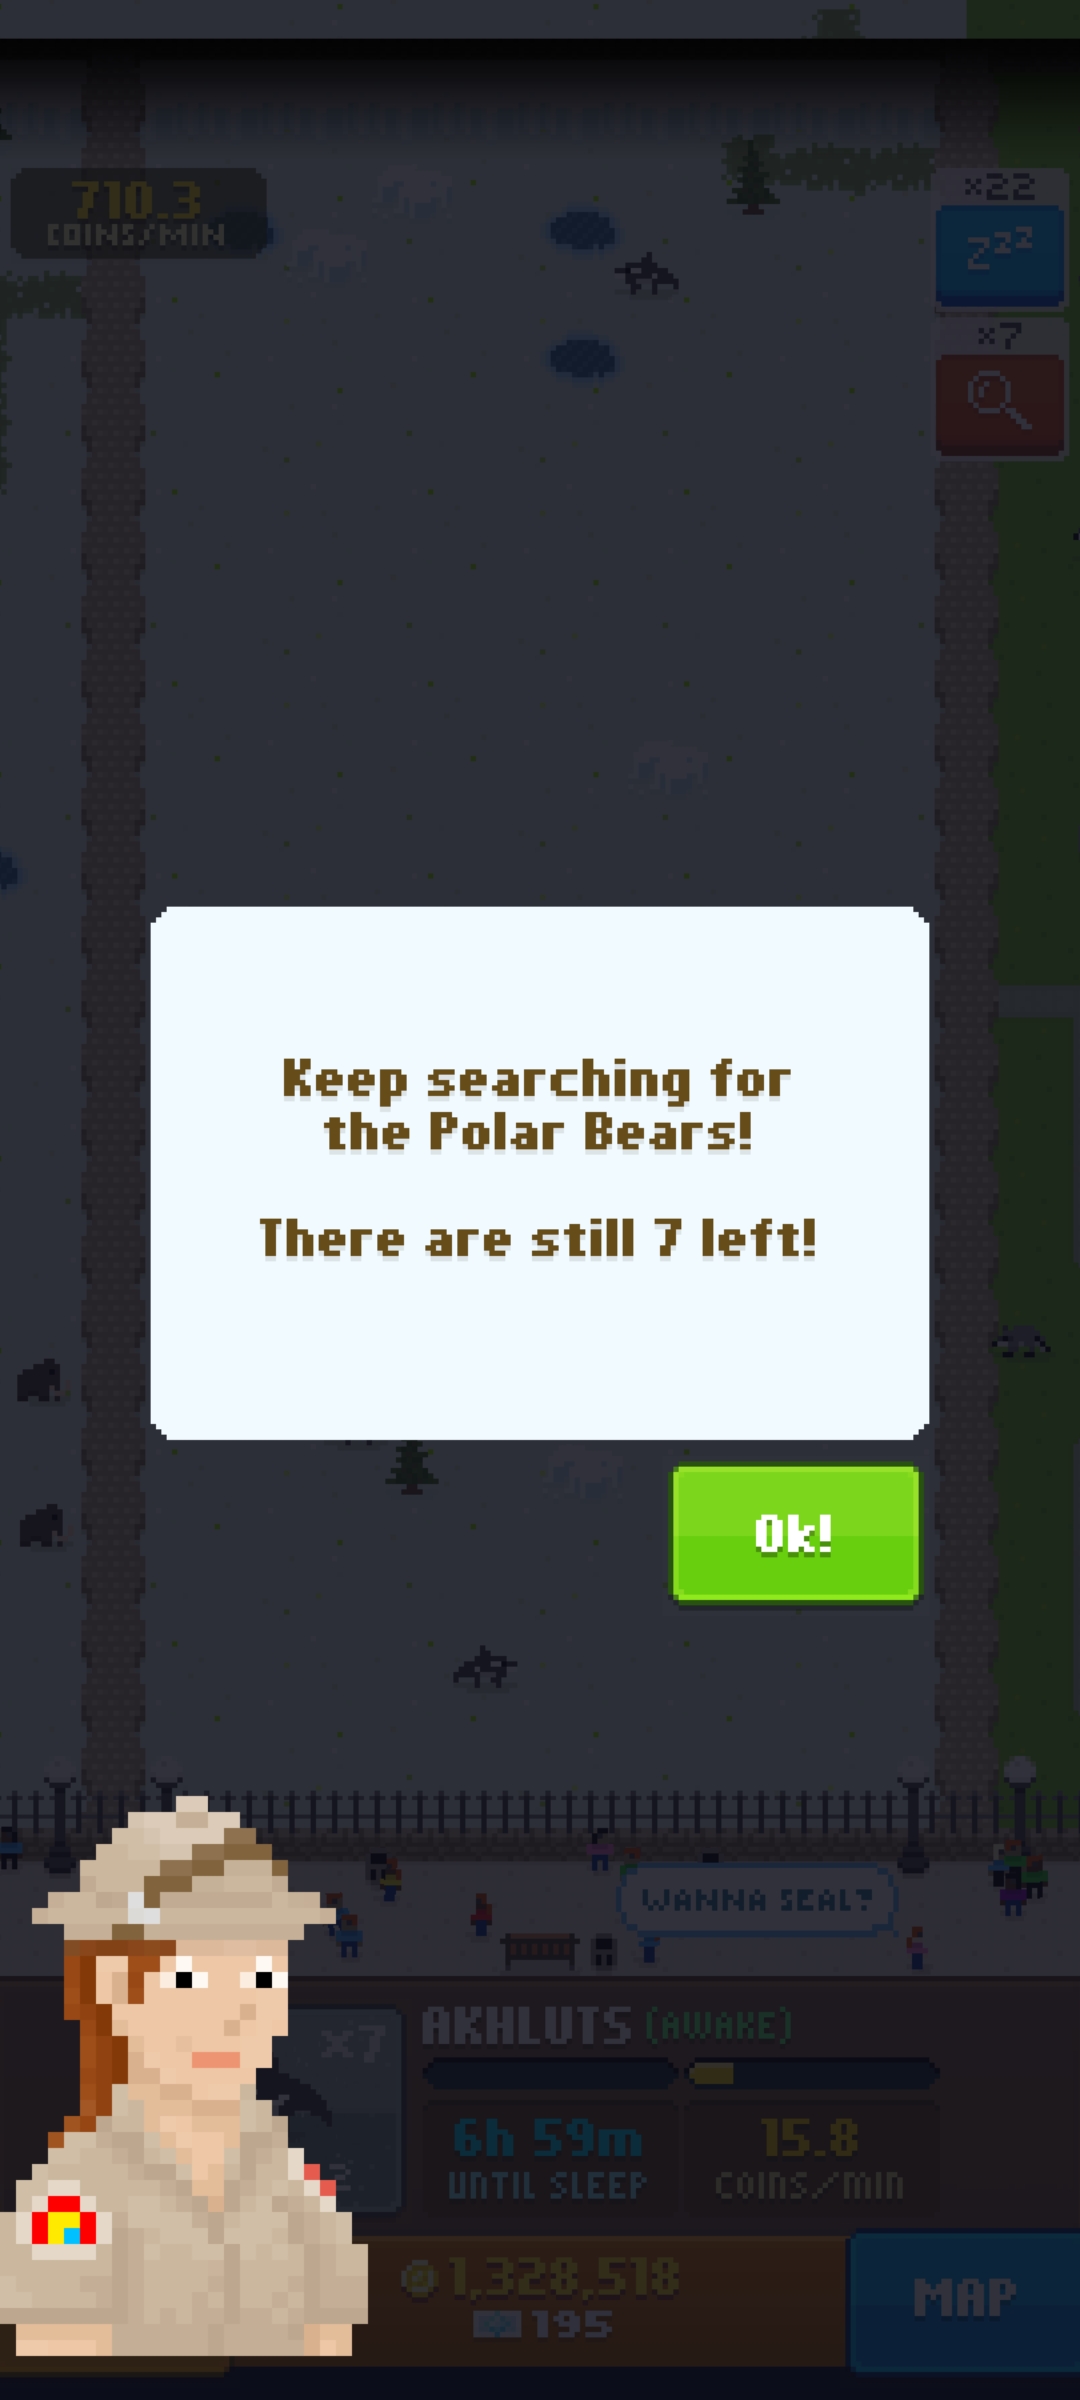 710.3
COINS/MIN
x22
zzz
x7
Keep searching for
the Polar Bears!
There are still 7 left!
Ok!
WANNA SEAL?
x7
AKHLUTS (AWAKE)
6h 59m
UNTIL SLEEP
15.8
COINS/MIN
1,328,518
195
MAP